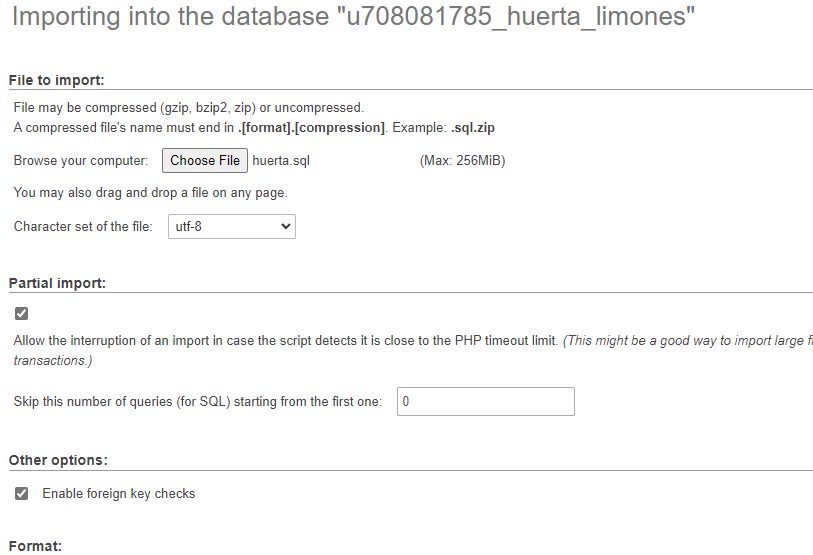 Importing into the database "u708081785_huerta_limones"
File to import:
File may be compressed (gzip, bzip2, zip) or uncompressed.
A compressed file's name must end in .[format].[compression]. Example: .sql.zip
Browse your computer: Choose File huerta.sql (Max: 256MiB)
You may also drag and drop a file on any page.
Character set of the file: utf-8
Partial import:
Allow the interruption of an import in case the script detects it is close to the PHP timeout limit. (This might be a good way to import large
transactions.)
Skip this number of queries (for SQL) starting from the first one: 0
Other options:
Enable foreign key checks
Format: